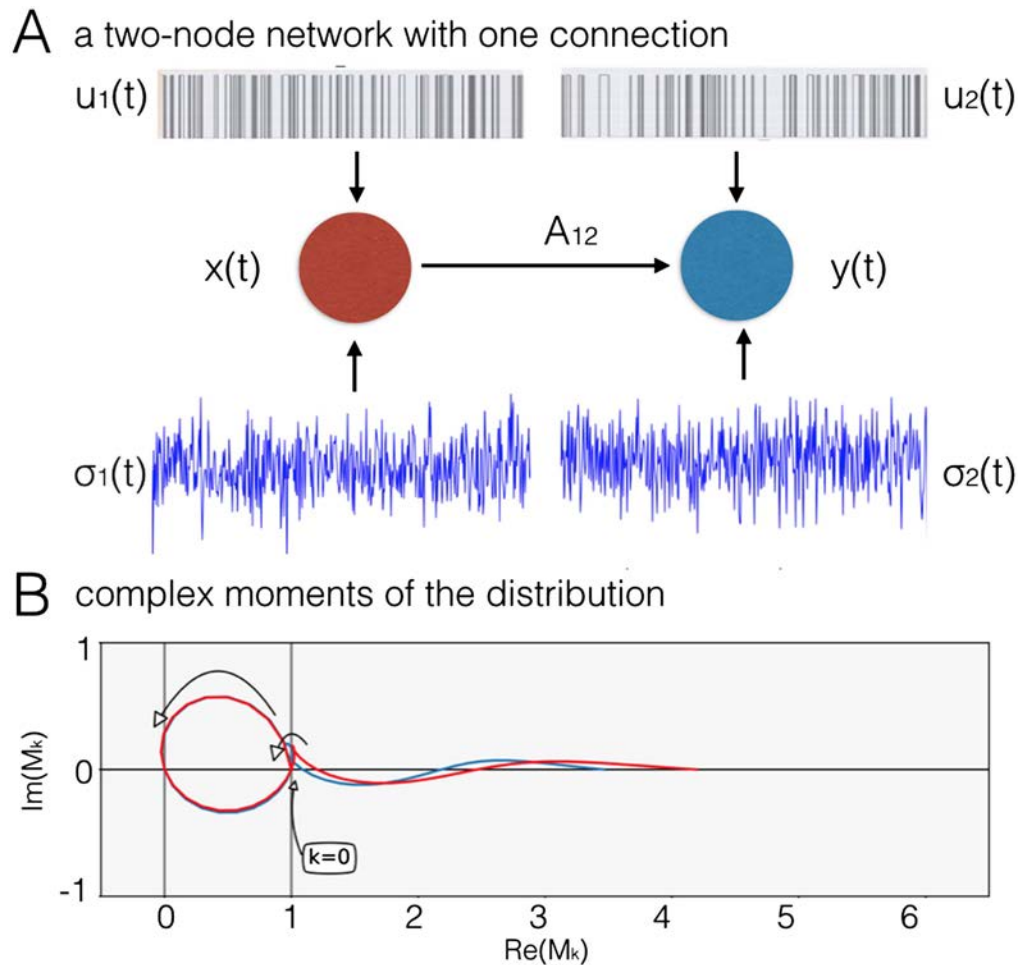 A a two-node network with one connection
u1(t)
u2(t)
A12
x(t)
y(t)
σ1(t)
σ2(t)
B complex moments of the distribution
1
0
-1
Im(Mk)
k=0
0 1 2 3 4 5 6
Re(Mk)